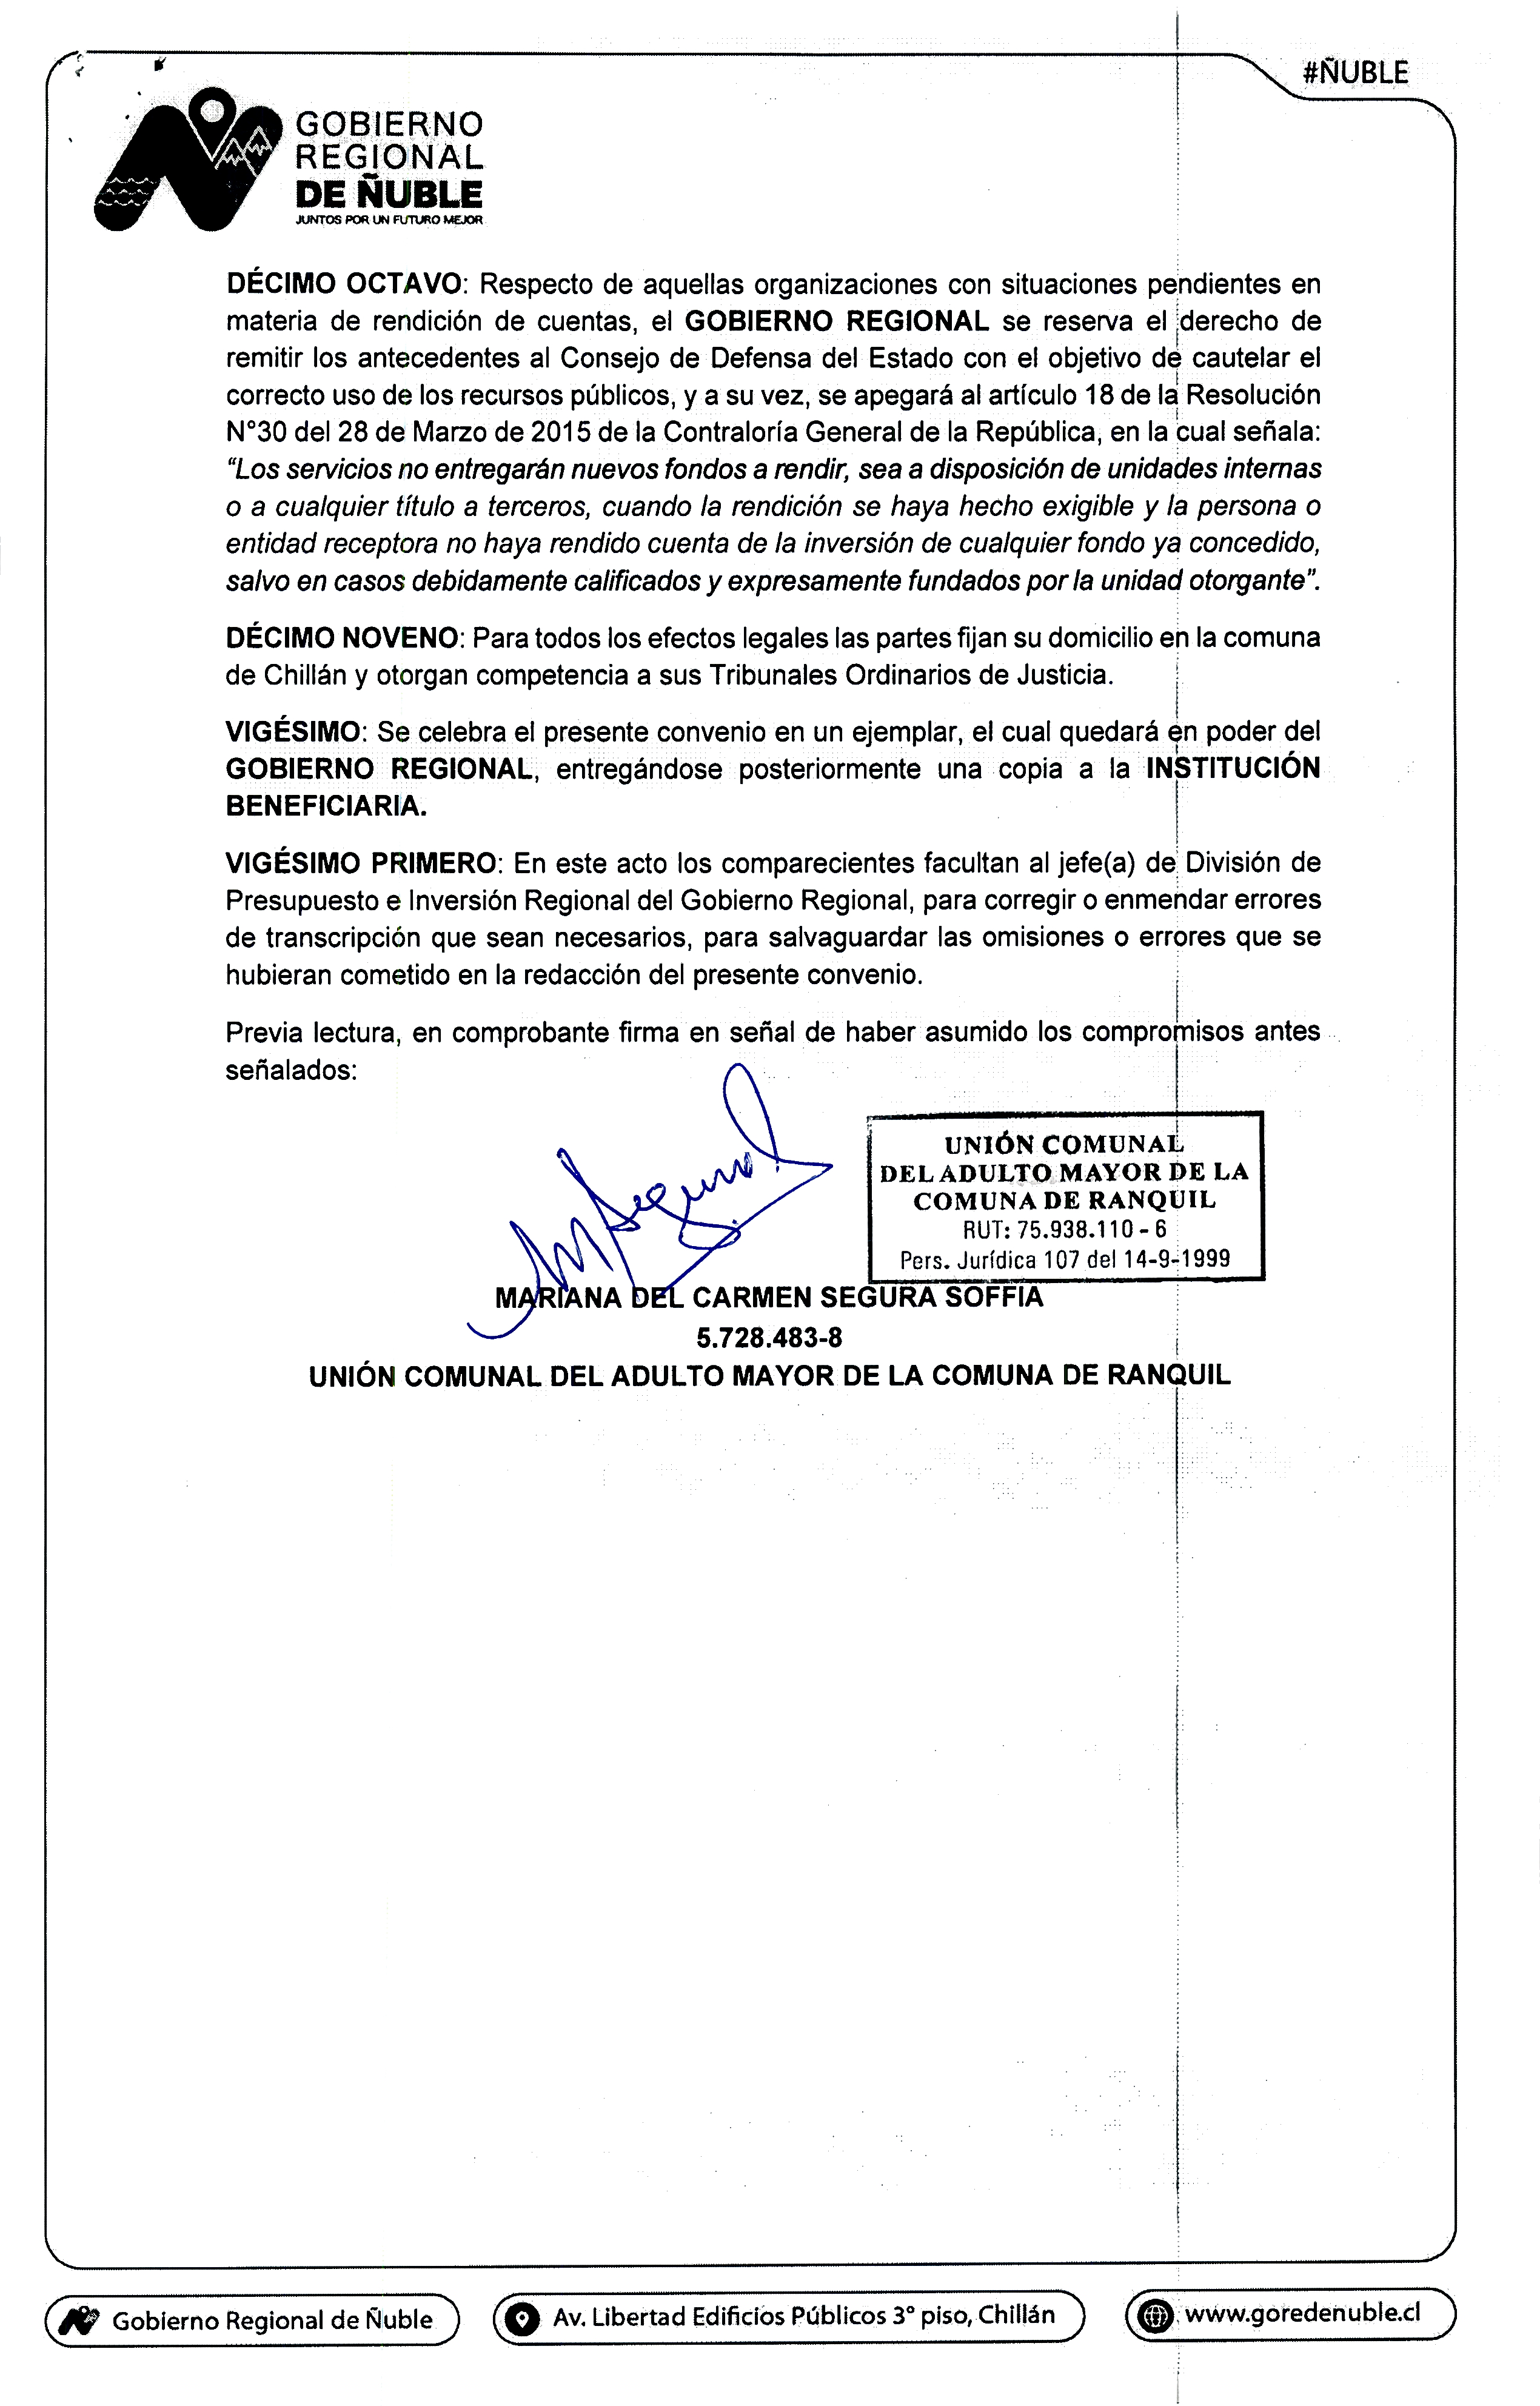 #ÑUBLE
GOBIERNO
REGIONAL
DE ÑUBLE
JUNTOS POR UN FUTURO MEJOR
DÉCIMO OCTAVO: Respecto de aquellas organizaciones con situaciones pendientes en
materia de rendición de cuentas, el GOBIERNO REGIONAL se reserva el derecho de
remitir los antecedentes al Consejo de Defensa del Estado con el objetivo de cautelar el
correcto uso de los recursos públicos, y a su vez, se apegará al artículo 18 de la Resolución
N°30 del 28 de Marzo de 2015 de la Contraloría General de la República, en la cual señala:
“Los servicios no entregarán nuevos fondos a rendir, sea a disposición de unidades internas
o a cualquier título a terceros, cuando la rendición se haya hecho exigible y la persona o
entidad receptora no haya rendido cuenta de la inversión de cualquier fondo ya concedido,
salvo en casos debidamente calificados y expresamente fundados por la unidad otorgante”.
DÉCIMO NOVENO: Para todos los efectos legales las partes fijan su domicilio en la comuna
de Chillán y otorgan competencia a sus Tribunales Ordinarios de Justicia.
VIGÉSIMO: Se celebra el presente convenio en un ejemplar, el cual quedará en poder del
GOBIERNO REGIONAL, entregándose posteriormente una copia a la INSTITUCIÓN
BENEFICIARIA.
VIGÉSIMO PRIMERO: En este acto los comparecientes facultan al jefe(a) de División de
Presupuesto e Inversión Regional del Gobierno Regional, para corregir o enmendar errores
de transcripción que sean necesarios, para salvaguardar las omisiones o errores que se
hubieran cometido en la redacción del presente convenio.
Previa lectura, en comprobante firma en señal de haber asumido los compromisos antes
señalados:
UNIÓN COMUNAL
DEL ADULTO MAYOR DE LA
COMUNA DE RANQUIL
RUT: 75.938.110 - 6
Pers. Jurídica 107 del 14-9-1999
MARIANA DEL CARMEN SEGURA SOFFIA
5.728.483-8
UNIÓN COMUNAL DEL ADULTO MAYOR DE LA COMUNA DE RANQUIL
Gobierno Regional de Ñuble
Av. Libertad Edificios Públicos 3° piso, Chillán
www.goredenuble.cl